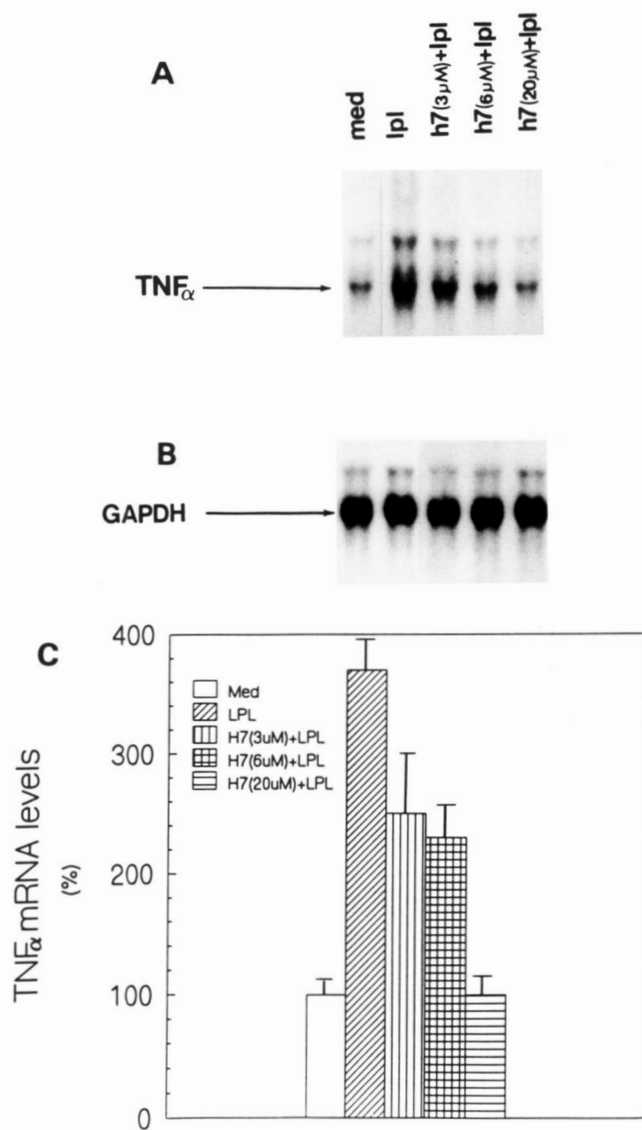 A
med
lpl
h7(3μM)+lpl
h7(6μM)+lpl
h7(20μM)+lpl
TNFα
B
GAPDH
C
400
300
200
100
0
TNFα mRNA levels
(%)
Med
LPL
H7(3uM)+LPL
H7(6uM)+LPL
H7(20uM)+LPL